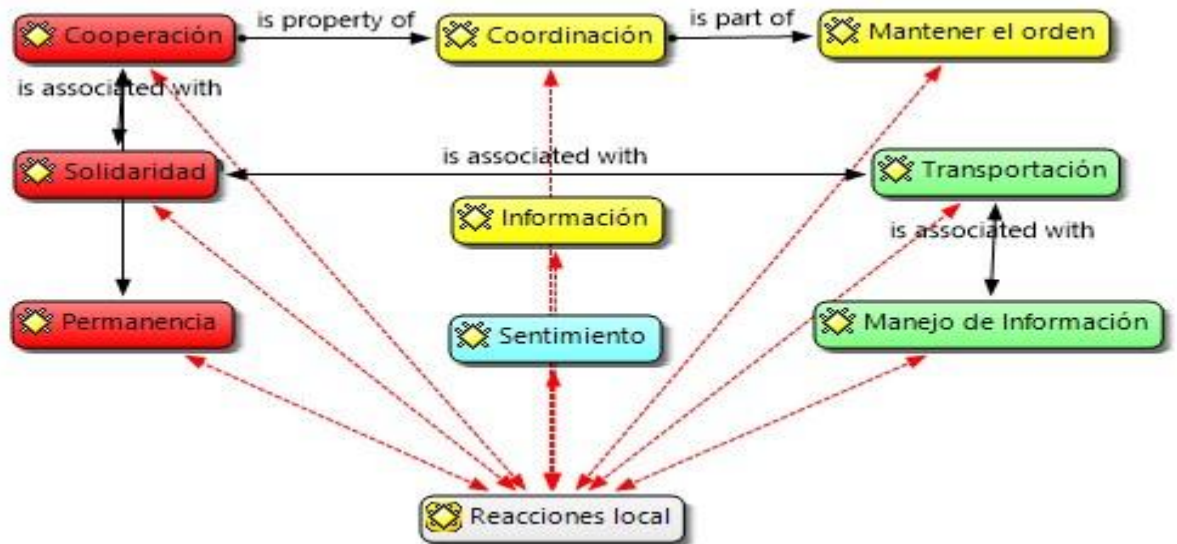 Cooperación
is property of
Coordinación
is part of
Mantener el orden
is associated with
Solidaridad
is associated with
Transportación
Información
is associated with
Permanencia
Sentimiento
Manejo de Información
Reacciones local